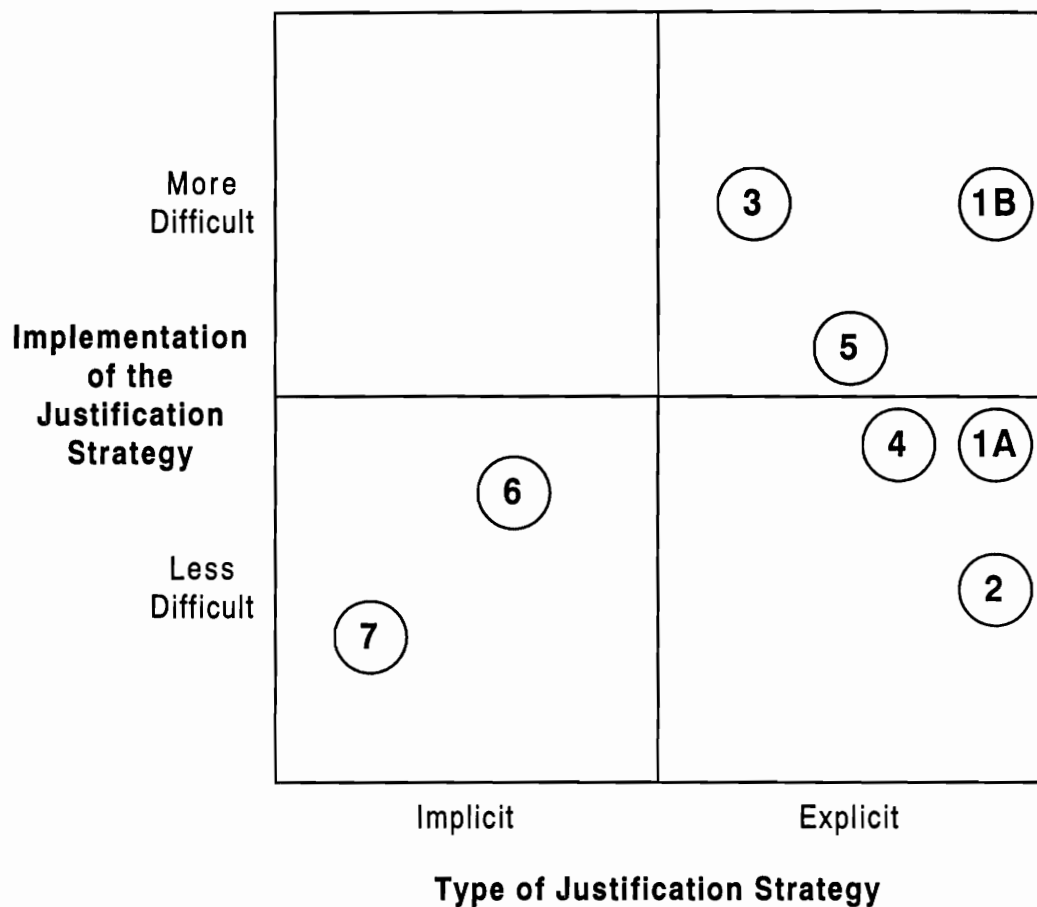 More
Difficult
3
1B
Implementation
of the
Justification
Strategy
5
4
1A
6
Less
Difficult
2
7
Implicit
Explicit
Type of Justification Strategy